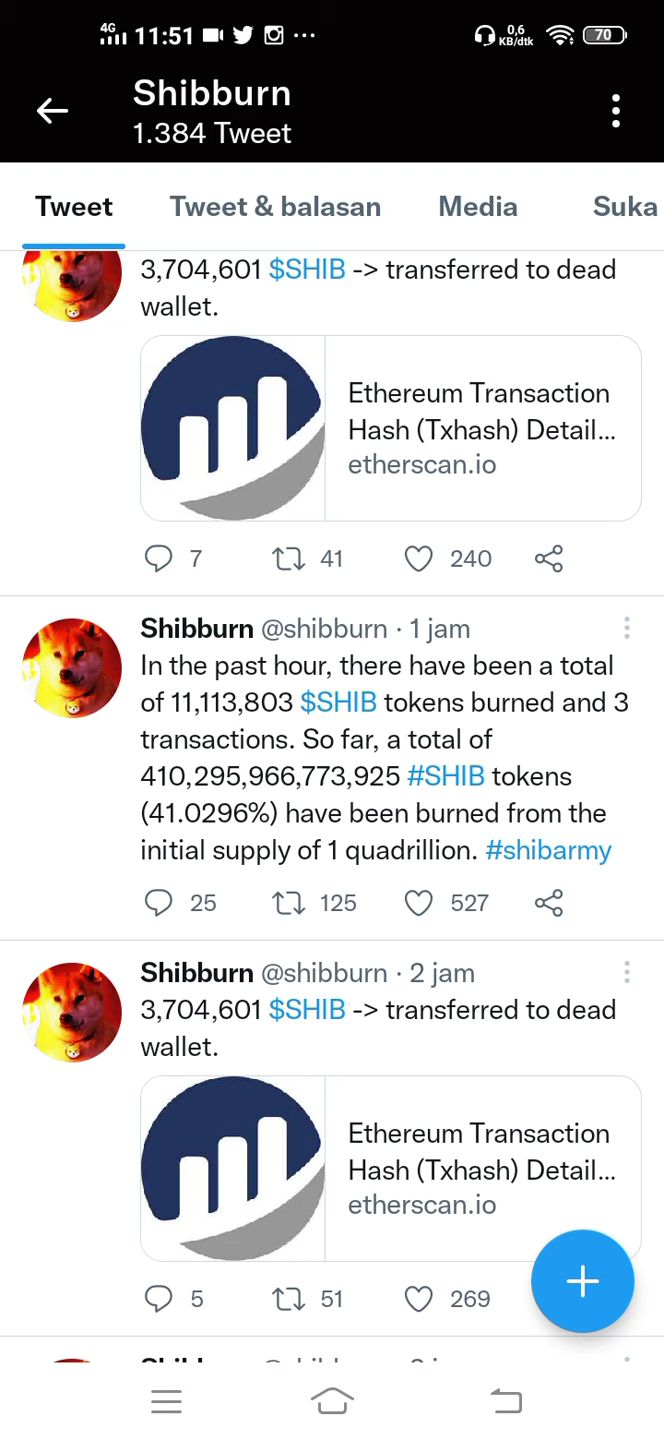 4G 11:51 0,6 KB/dtk 70
Shibburn
1.384 Tweet
Tweet Tweet & balasan Media Suka
3,704,601 $SHIB -> transferred to dead
wallet.
Ethereum Transaction
Hash (Txhash) Detail...
etherscan.io
7 41 240
Shibburn @shibburn · 1 jam
In the past hour, there have been a total
of 11,113,803 $SHIB tokens burned and 3
transactions. So far, a total of
410,295,966,773,925 #SHIB tokens
(41.0296%) have been burned from the
initial supply of 1 quadrillion. #shibarmy
25 125 527
Shibburn @shibburn · 2 jam
3,704,601 $SHIB -> transferred to dead
wallet.
Ethereum Transaction
Hash (Txhash) Detail...
etherscan.io
5 51 269